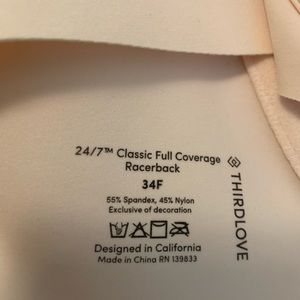 24/7™ Classic Full Coverage
Racerback
34F
55% Spandex, 45% Nylon
Exclusive of decoration
Designed in California
Made in China RN 139833
THIRDLOVE